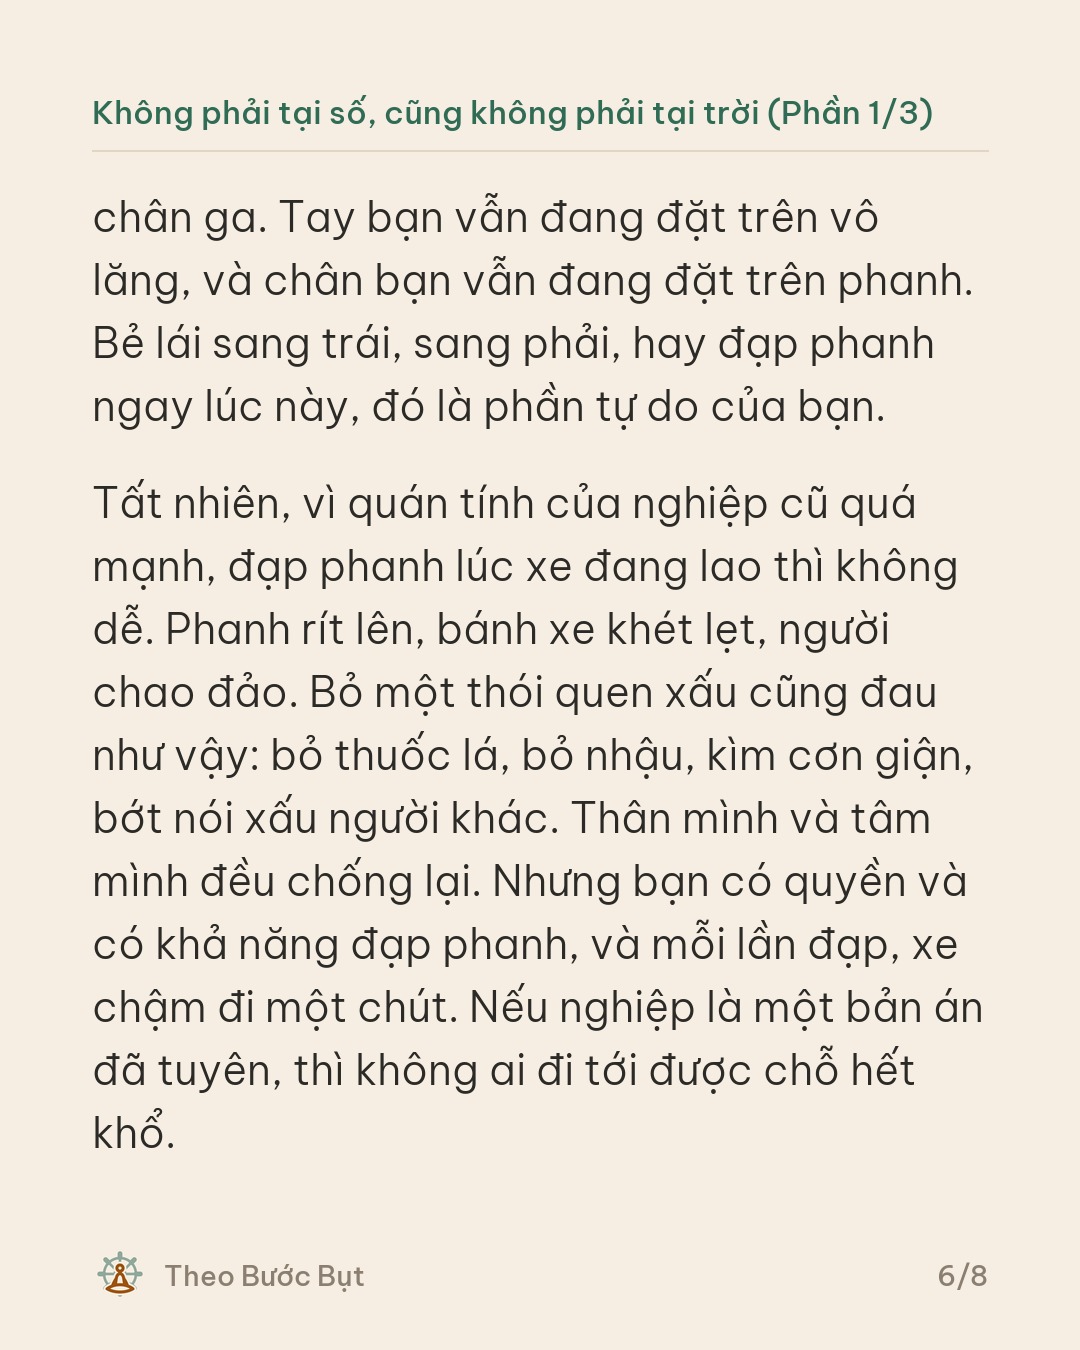 Không phải tại số, cũng không phải tại trời (Phần 1/3)
chân ga. Tay bạn vẫn đang đặt trên vô
lăng, và chân bạn vẫn đang đặt trên phanh.
Bẻ lái sang trái, sang phải, hay đạp phanh
ngay lúc này, đó là phần tự do của bạn.
Tất nhiên, vì quán tính của nghiệp cũ quá
mạnh, đạp phanh lúc xe đang lao thì không
dễ. Phanh rít lên, bánh xe khét lẹt, người
chao đảo. Bỏ một thói quen xấu cũng đau
như vậy: bỏ thuốc lá, bỏ nhậu, kìm cơn giận,
bớt nói xấu người khác. Thân mình và tâm
mình đều chống lại. Nhưng bạn có quyền và
có khả năng đạp phanh, và mỗi lần đạp, xe
chậm đi một chút. Nếu nghiệp là một bản án
đã tuyên, thì không ai đi tới được chỗ hết
khổ.
Theo Bước Bụt
6/8